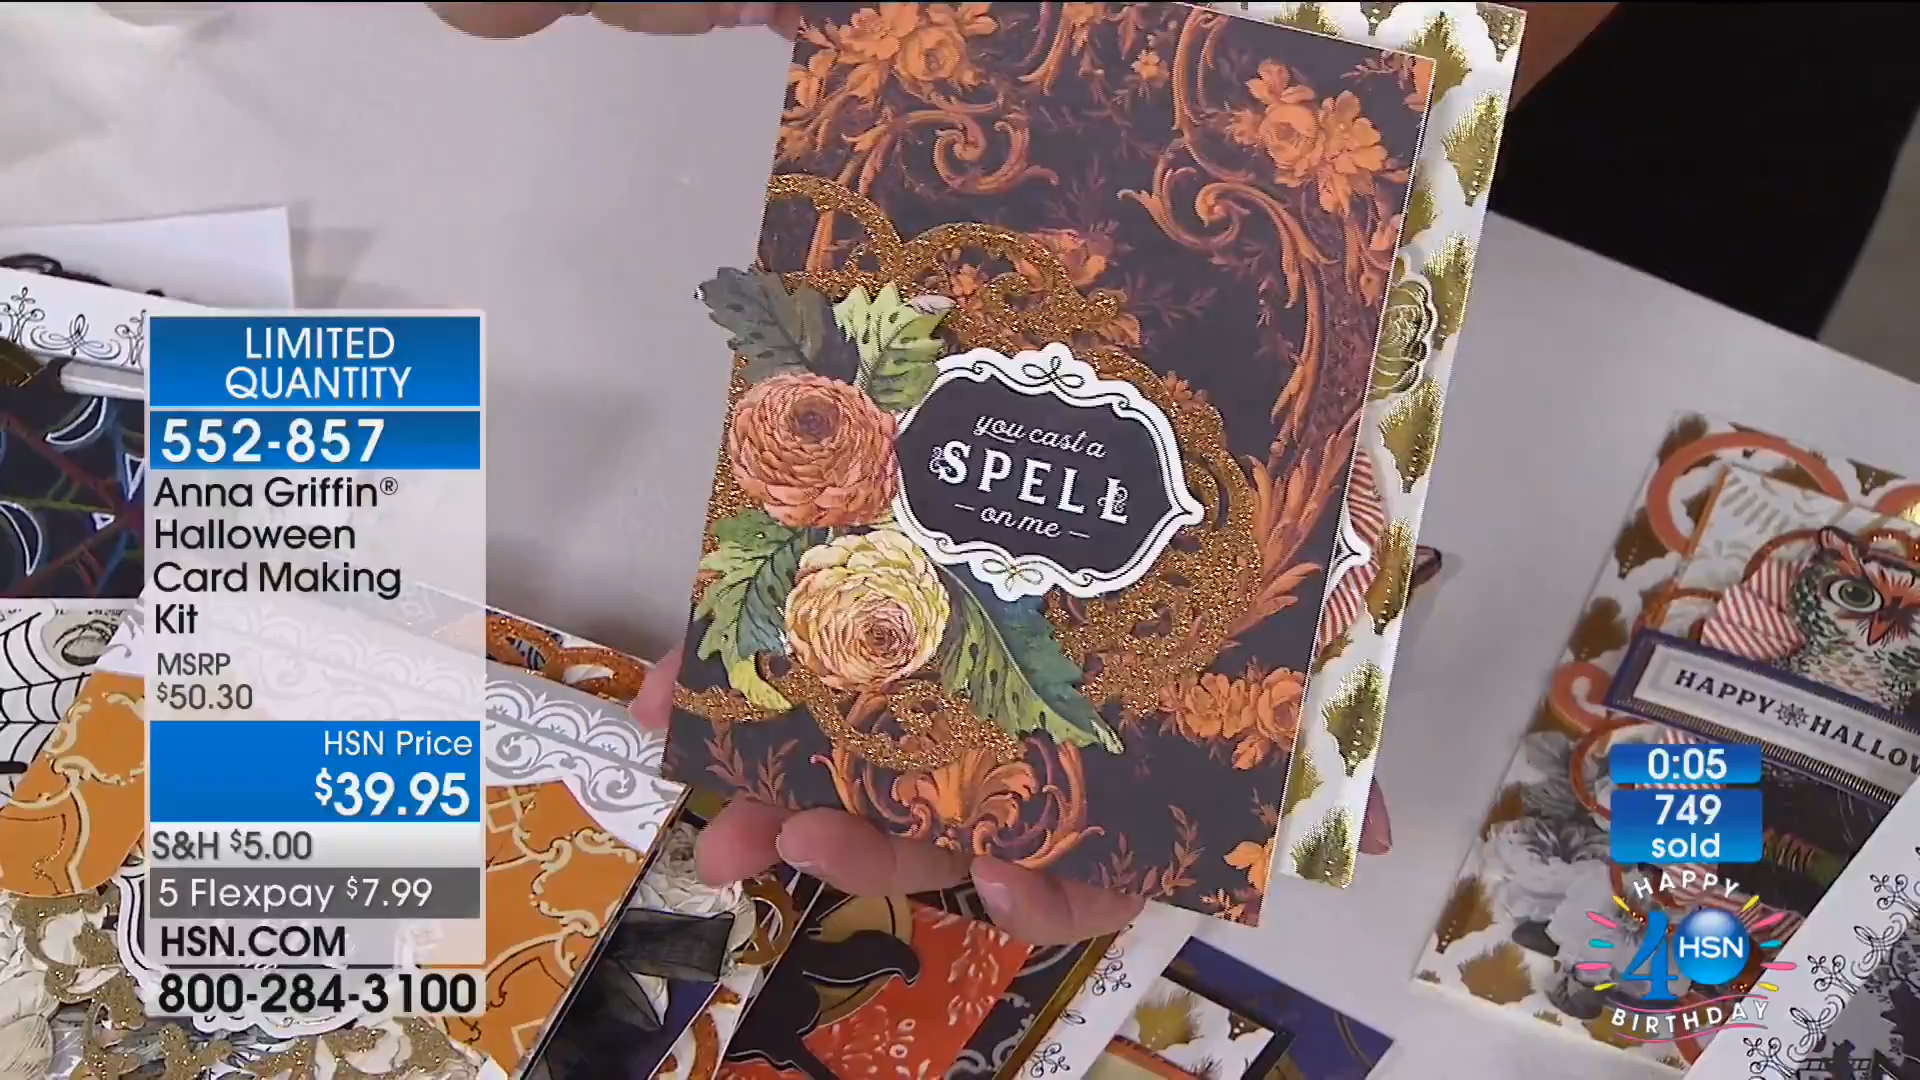 LIMITED
QUANTITY
552-857
Anna Griffin®
Halloween
Card Making
Kit
MSRP
$50.30
HSN Price
$39.95
S&H $5.00
5 Flexpay $7.99
HSN.COM
800-284-3100
you cast a
SPELL
- on me -
HAPPY HALLOW
0:05
749
sold
HAPPY
40
HSN
BIRTHDAY